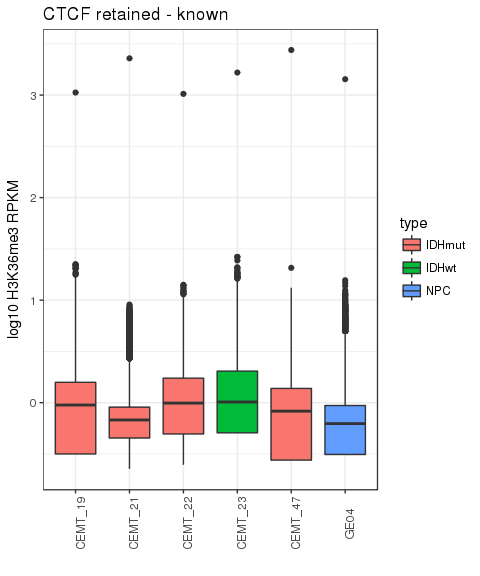 CTCF retained - known
log10 H3K36me3 RPKM
3
2
1
0
CEMT_19
CEMT_21
CEMT_22
CEMT_23
CEMT_47
GE04
type
IDHmut
IDHwt
NPC